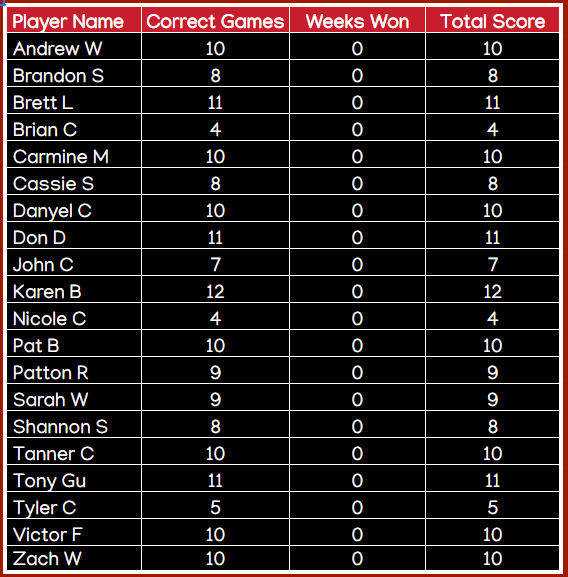 Player Name Correct Games Weeks Won Total Score
Andrew W 10 0 10
Brandon S 8 0 8
Brett L 11 0 11
Brian C 4 0 4
Carmine M 10 0 10
Cassie S 8 0 8
Danyel C 10 0 10
Don D 11 0 11
John C 7 0 7
Karen B 12 0 12
Nicole C 4 0 4
Pat B 10 0 10
Patton R 9 0 9
Sarah W 9 0 9
Shannon S 8 0 8
Tanner C 10 0 10
Tony Gu 11 0 11
Tyler C 5 0 5
Victor F 10 0 10
Zach W 10 0 10